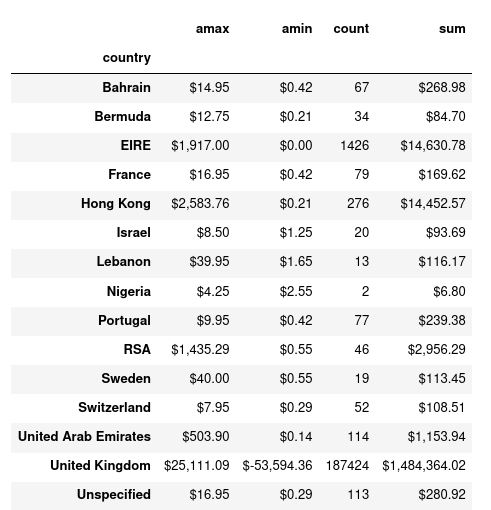 amax amin count sum
country
Bahrain $14.95 $0.42 67 $268.98
Bermuda $12.75 $0.21 34 $84.70
EIRE $1,917.00 $0.00 1426 $14,630.78
France $16.95 $0.42 79 $169.62
Hong Kong $2,583.76 $0.21 276 $14,452.57
Israel $8.50 $1.25 20 $93.69
Lebanon $39.95 $1.65 13 $116.17
Nigeria $4.25 $2.55 2 $6.80
Portugal $9.95 $0.42 77 $239.38
RSA $1,435.29 $0.55 46 $2,956.29
Sweden $40.00 $0.55 19 $113.45
Switzerland $7.95 $0.29 52 $108.51
United Arab Emirates $503.90 $0.14 114 $1,153.94
United Kingdom $25,111.09 $-53,594.36 187424 $1,484,364.02
Unspecified $16.95 $0.29 113 $280.92